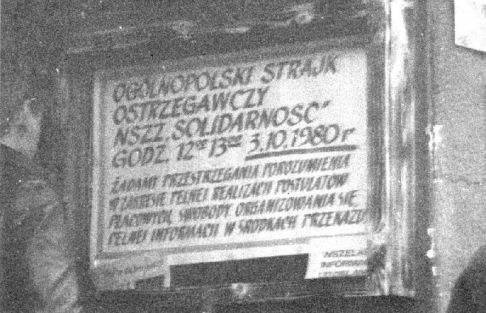 OGÓLNOPOLSKI STRAJK
OSTRZEGAWCZY
NSZZ „SOLIDARNOŚĆ"
GODZ. 12⁰⁰ 13⁰⁰ 3.10.1980 r.
ŻĄDAMY PRZESTRZEGANIA POROZUMIENIA
W ZAKRESIE PEŁNEJ REALIZACJI POSTULATÓW
PŁACOWYCH, SWOBODY ORGANIZOWANIA SIĘ
PEŁNEJ INFORMACJI W ŚRODKACH PRZEKAZU
INFORMA